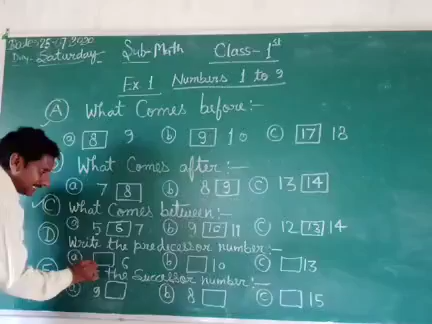 Date:-25-07-2020
Day:- Saturday Sub- Math Class- 1st
Ex 1 Numbers 1 to 9
(A) What Comes before:-
(a) 8 9 (b) 9 10 (c) 17 18
What Comes after:-
(a) 7 8 (b) 8 9 (c) 13 14
(C) What Comes between:-
(a) 5 6 7 (b) 9 10 11 (c) 12 13 14
(D) Write the predicessor number:-
(a) 6 (b) 10 (c) 13
the Successor number:-
9 (b) 8 (c) 15